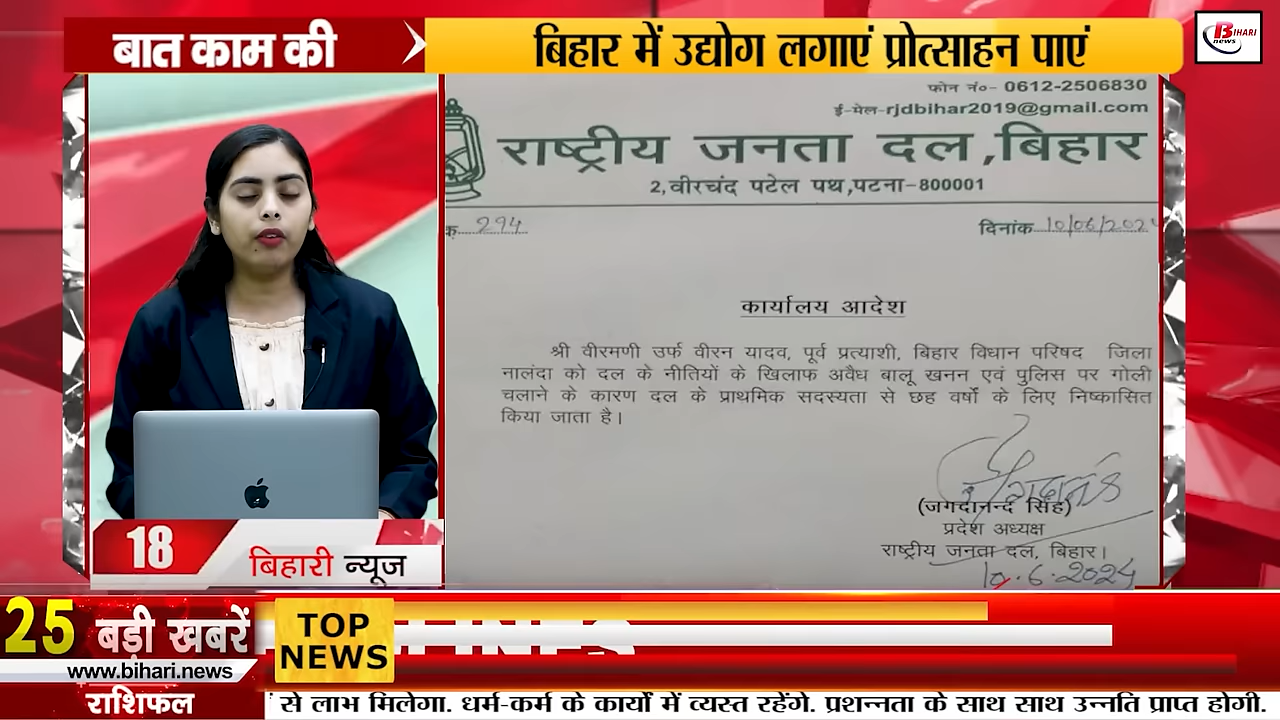 बात काम की
बिहार में उद्योग लगाएं प्रोत्साहन पाएं
BIHARI
news
फोन नं०- 0612-2506830
ई-मेल-rjdbihar2019@gmail.com
राष्ट्रीय जनता दल,बिहार
2,वीरचंद पटेल पथ,पटना-800001
क 294
दिनांक 10/06/202
कार्यालय आदेश
श्री वीरमणी उर्फ वीरन यादव, पूर्व प्रत्याशी, बिहार विधान परिषद जिला
नालंदा को दल के नीतियों के खिलाफ अवैध बालू खनन एवं पुलिस पर गोली
चलाने के कारण दल के प्राथमिक सदस्यता से छह वर्षो के लिए निष्कासित
किया जाता है।
(जगदानन्द सिंह)
प्रदेश अध्यक्ष
राष्ट्रीय जनता दल, बिहार।
10.6.2024
18
बिहारी न्यूज
25 बड़ी खबरें
TOP
NEWS
www.bihari.news
राशिफल
से लाभ मिलेगा. धर्म-कर्म के कार्यों में व्यस्त रहेंगे. प्रशन्नता के साथ साथ उन्नति प्राप्त होगी.